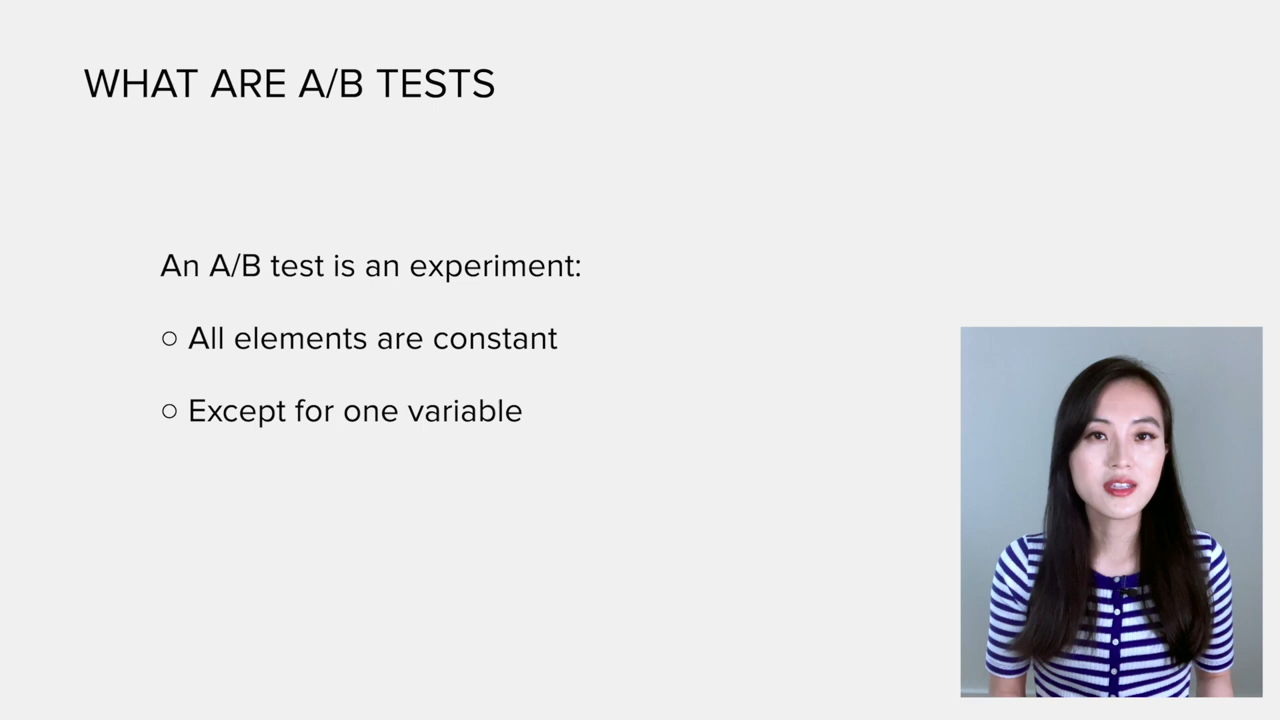 WHAT ARE A/B TESTS
An A/B test is an experiment:
○ All elements are constant
○ Except for one variable